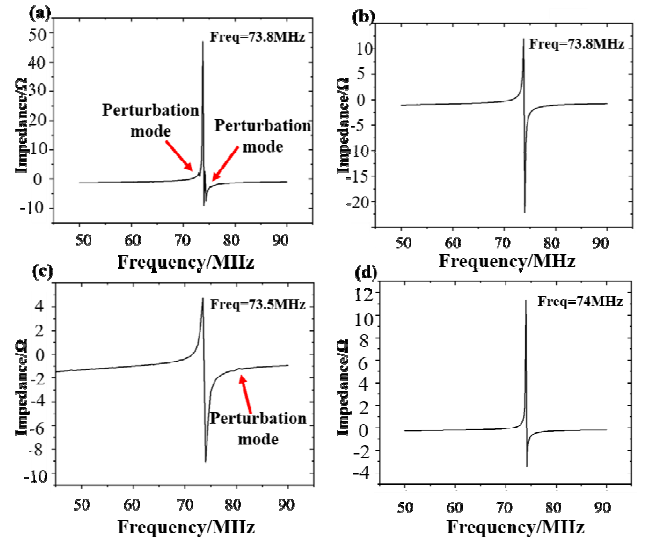 (a)
50
40
30
20
10
0
-10
Impedance/Ω
Freq=73.8MHz
Perturbation
mode
Perturbation
mode
50 60 70 80 90
Frequency/MHz
(b)
10
5
0
-5
-10
-15
-20
Impedance/Ω
Freq=73.8MHz
50 60 70 80 90
Frequency/MHz
(c)
4
2
0
-2
-4
-6
-8
-10
Impedance/Ω
Freq=73.5MHz
Perturbation
mode
50 60 70 80 90
Frequency/MHz
(d)
12
10
8
6
4
2
0
-2
-4
Impedance/Ω
Freq=74MHz
50 60 70 80 90
Frequency/MHz